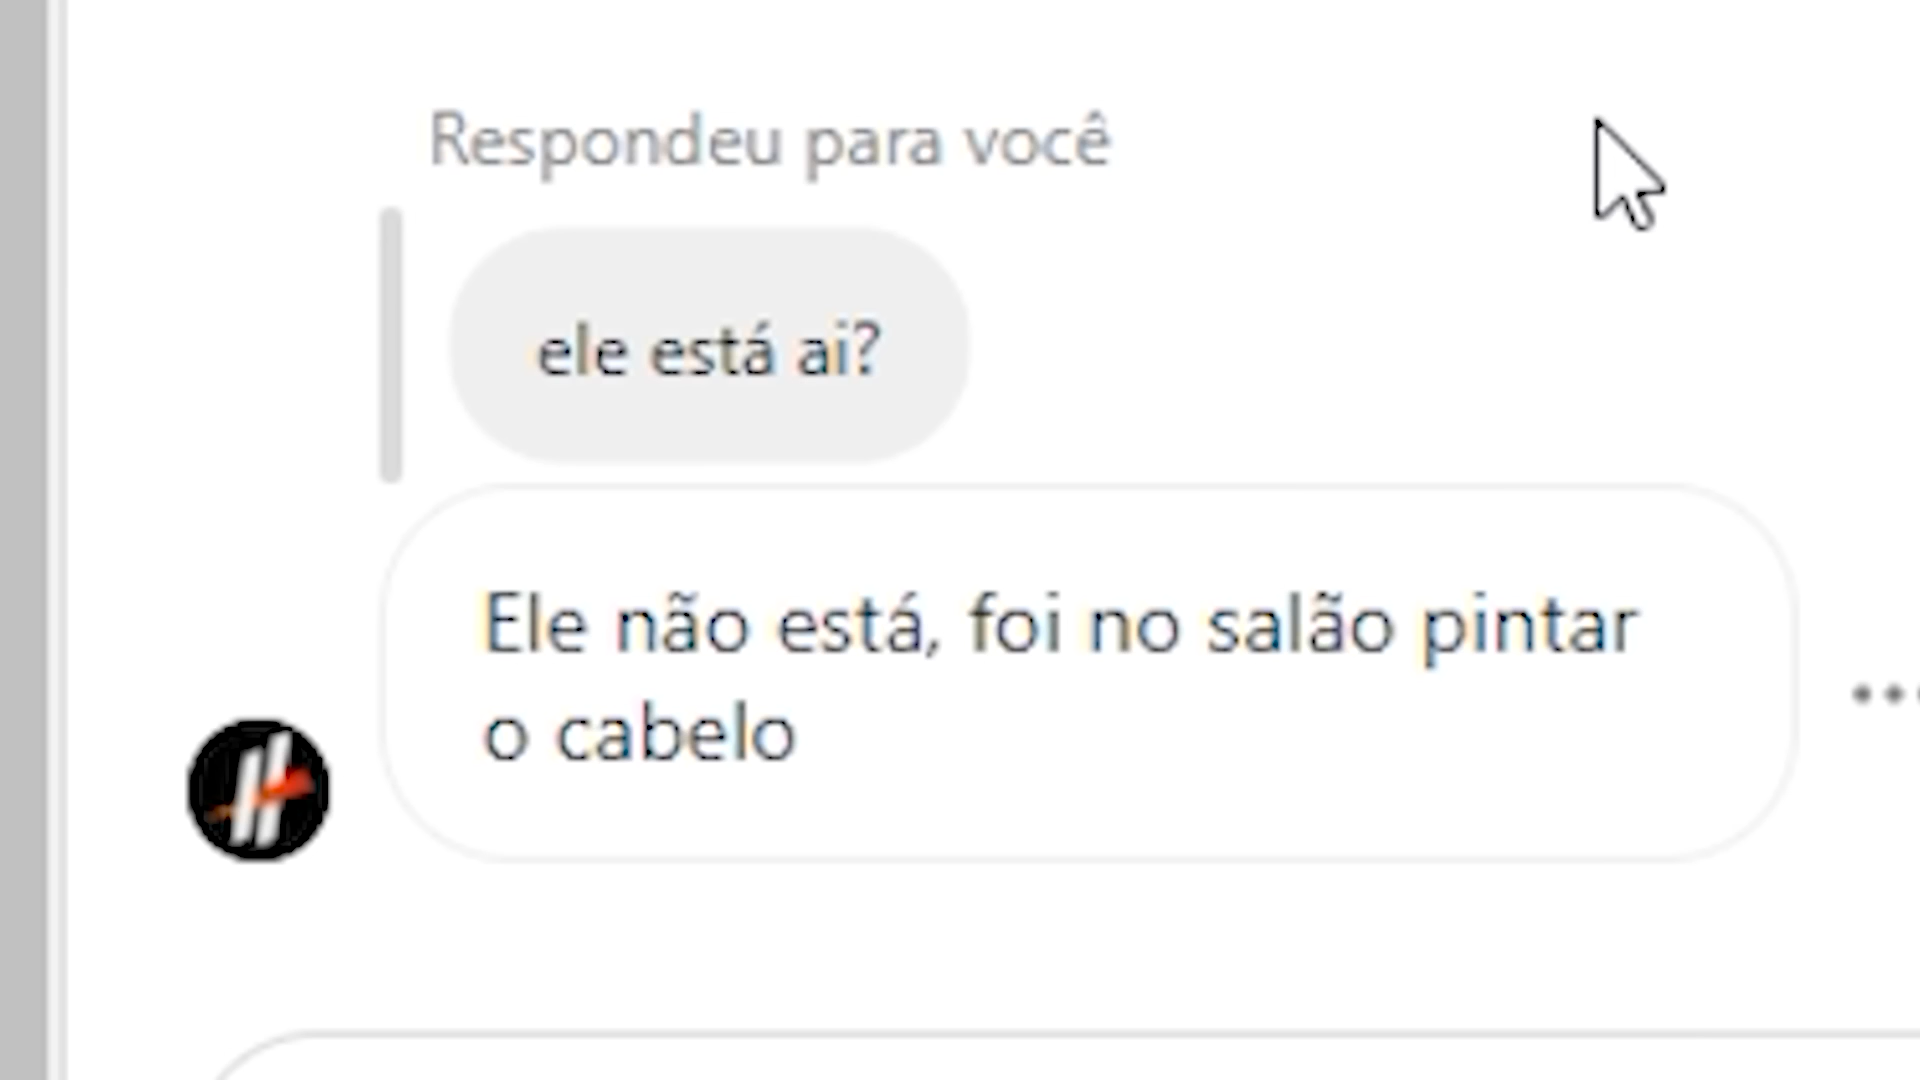 Respondeu para você
ele está ai?
Ele não está, foi no salão pintar
o cabelo